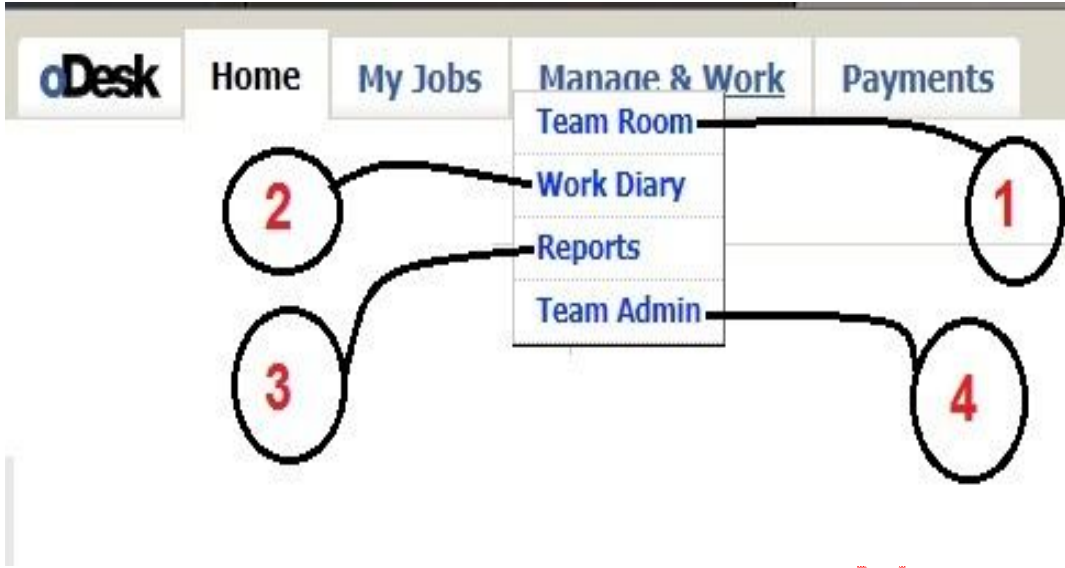 oDesk Home My Jobs Manage & Work Payments
Team Room
Work Diary
Reports
Team Admin
2
1
3
4